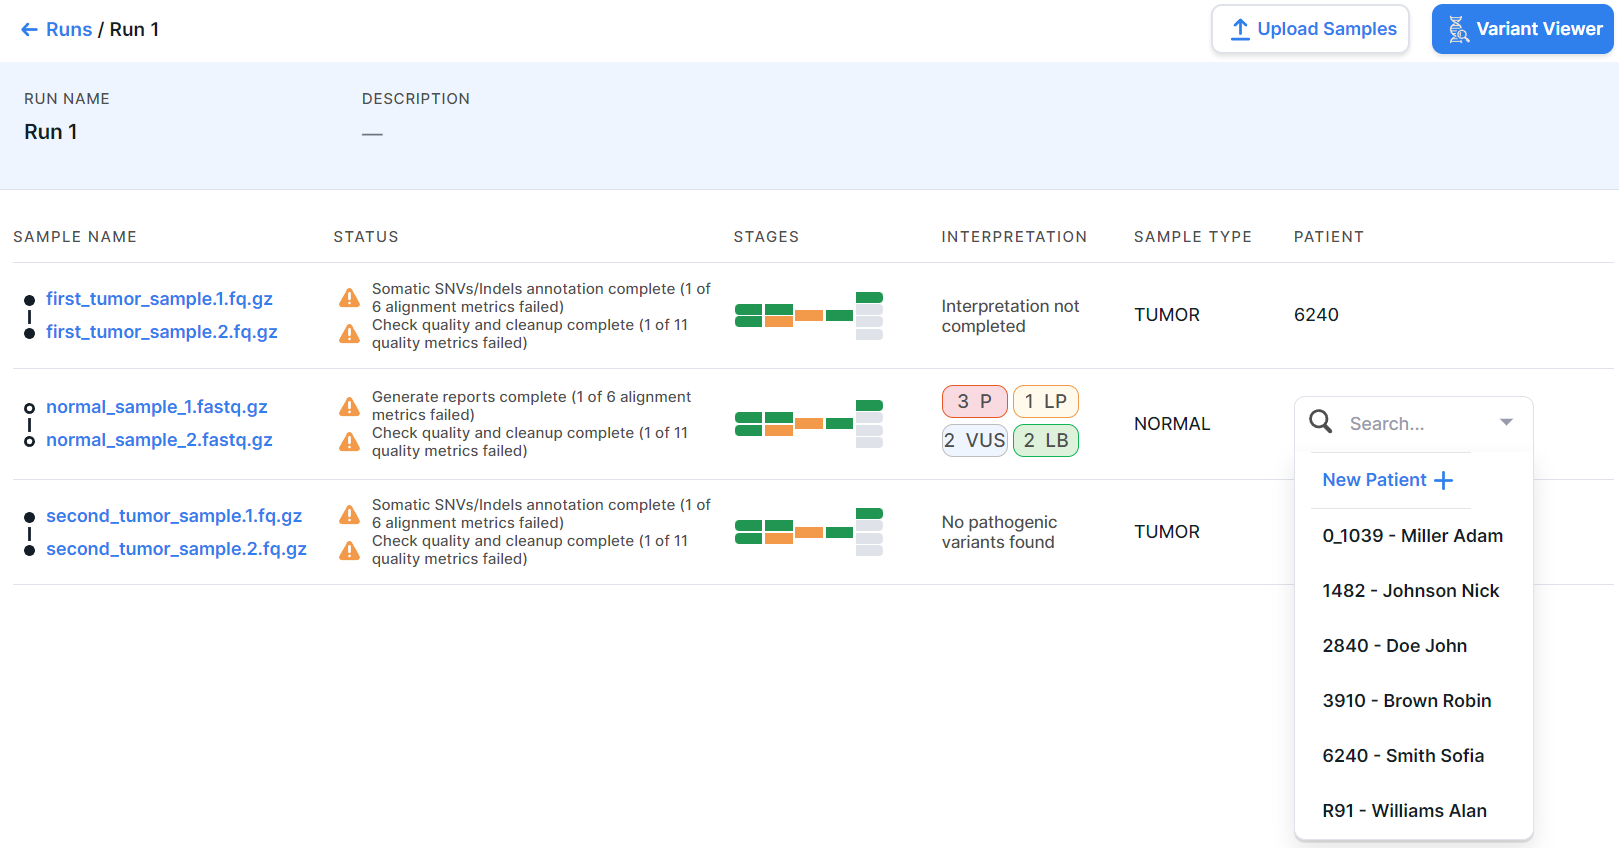 ← Runs / Run 1
Upload Samples
Variant Viewer
RUN NAME
DESCRIPTION
Run 1
—
SAMPLE NAME
STATUS
STAGES
INTERPRETATION
SAMPLE TYPE
PATIENT
first_tumor_sample.1.fq.gz
first_tumor_sample.2.fq.gz
Somatic SNVs/Indels annotation complete (1 of
6 alignment metrics failed)
Check quality and cleanup complete (1 of 11
quality metrics failed)
Interpretation not
completed
TUMOR
6240
normal_sample_1.fastq.gz
normal_sample_2.fastq.gz
Generate reports complete (1 of 6 alignment
metrics failed)
Check quality and cleanup complete (1 of 11
quality metrics failed)
3 P
1 LP
2 VUS
2 LB
NORMAL
Search...
second_tumor_sample.1.fq.gz
second_tumor_sample.2.fq.gz
Somatic SNVs/Indels annotation complete (1 of
6 alignment metrics failed)
Check quality and cleanup complete (1 of 11
quality metrics failed)
No pathogenic
variants found
TUMOR
New Patient +
0_1039 - Miller Adam
1482 - Johnson Nick
2840 - Doe John
3910 - Brown Robin
6240 - Smith Sofia
R91 - Williams Alan